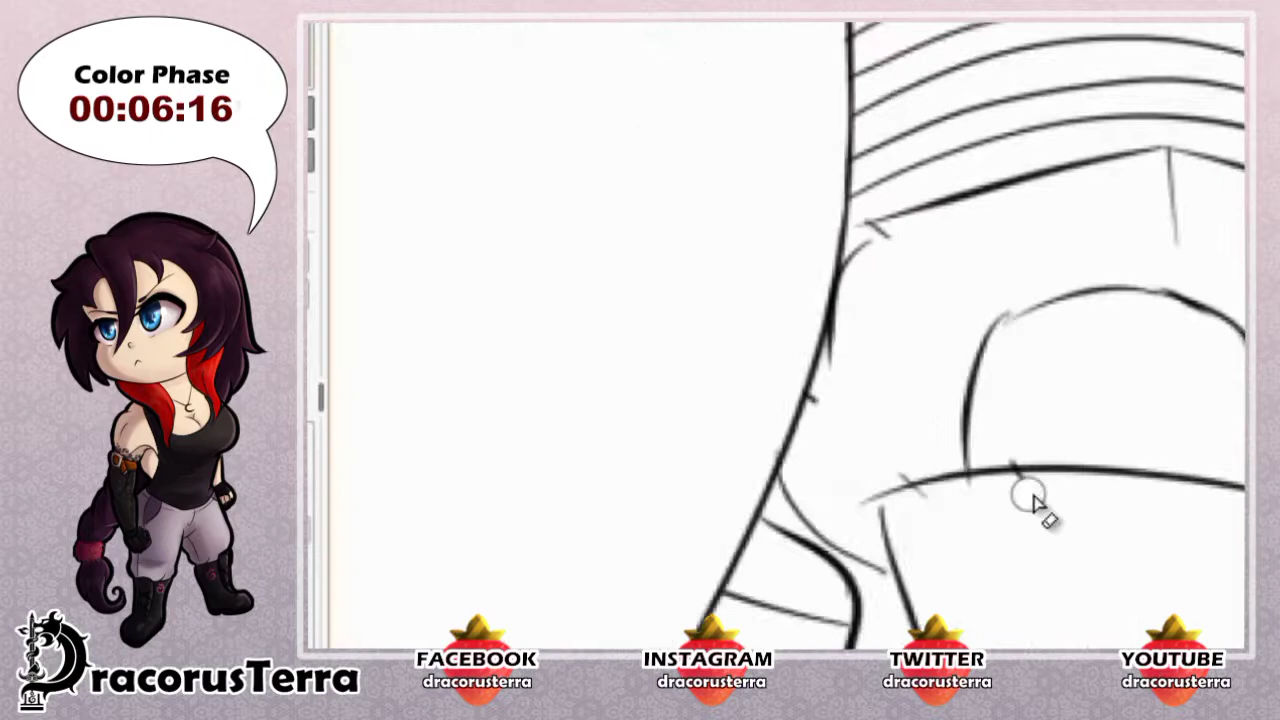 Color Phase
00:06:16
DracorusTerra
FACEBOOK
dracorusterra
INSTAGRAM
dracorusterra
TWITTER
dracorusterra
YOUTUBE
dracorusterra